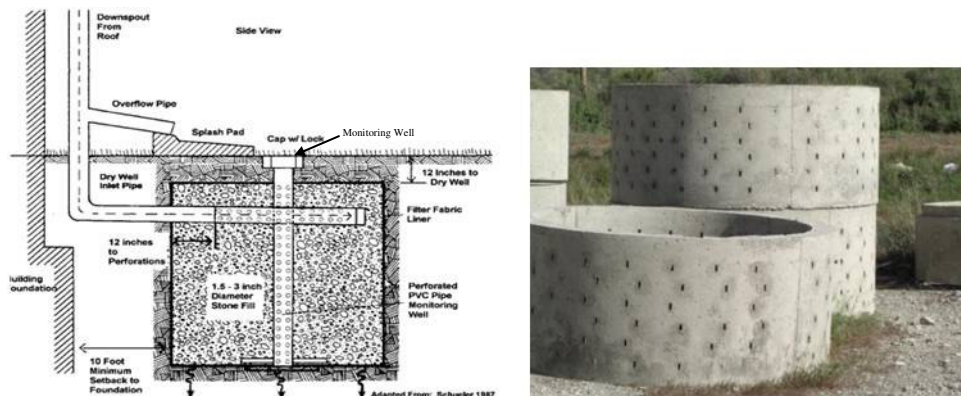 Downspout
From
Roof
Side View
Overflow Pipe
Splash Pad
Cap w/ Lock
Monitoring Well
Dry Well
Inlet Pipe
12 Inches to
Dry Well
Filter Fabric
Liner
12 inches
to
Perforations
1.5 - 3 inch
Diameter
Stone Fill
Building
Foundation
Perforated
PVC Pipe
Monitoring
Well
10 Foot
Minimum
Setback to
Foundation
Adapted From: Schueler 1987